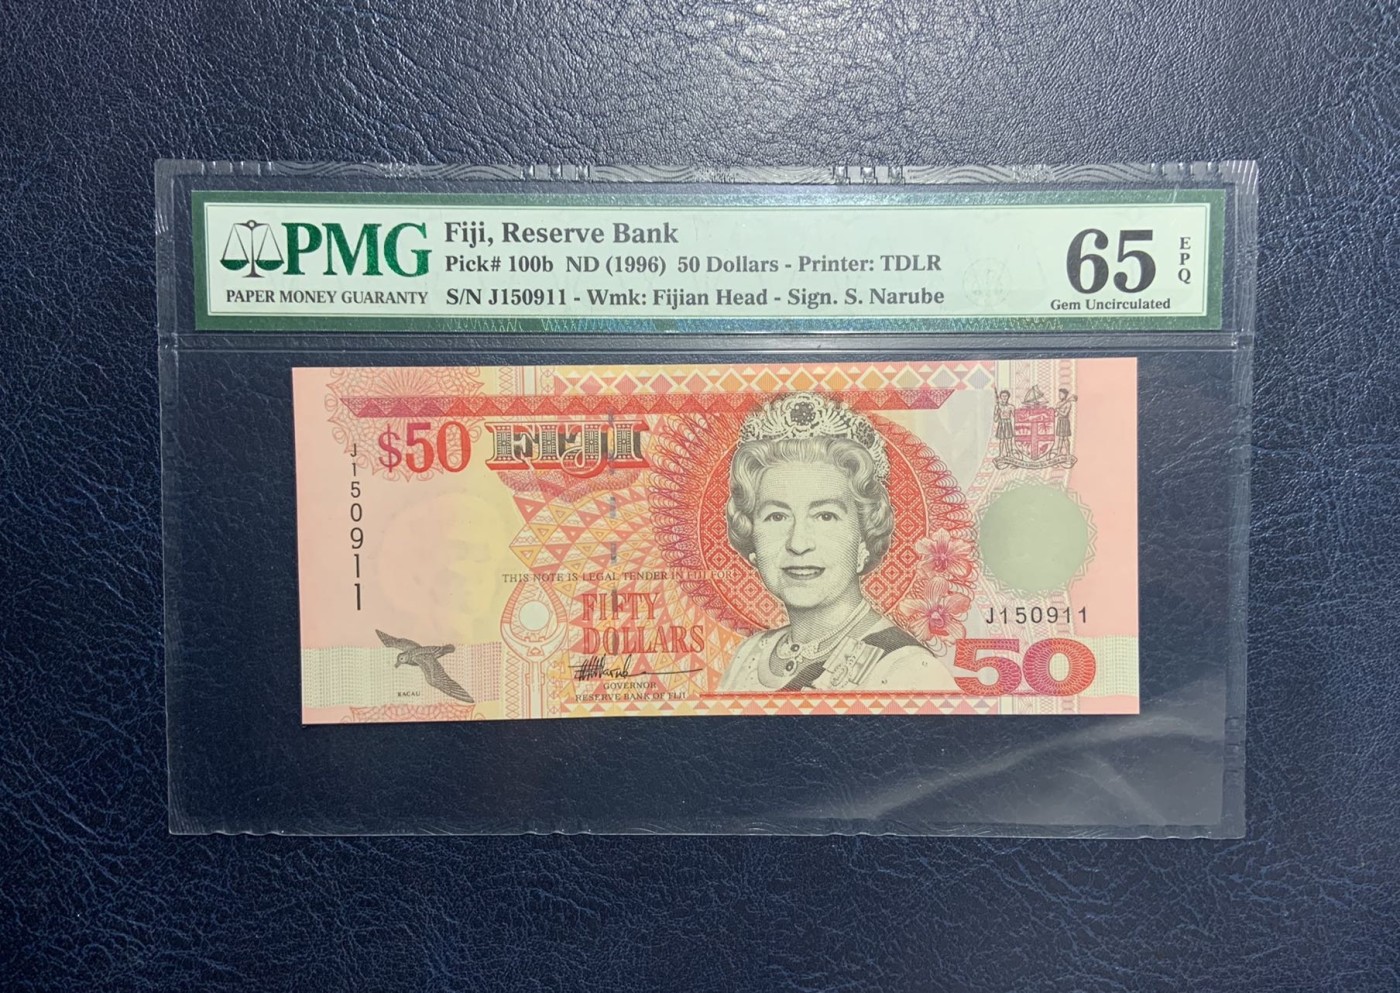 PMG
PAPER MONEY GUARANTY
Fiji, Reserve Bank
Pick# 100b ND (1996) 50 Dollars - Printer: TDLR
S/N J150911 - Wmk: Fijian Head - Sign. S. Narube
65
EPQ
Gem Uncirculated
J150911
$50 FIJI
THIS NOTE IS LEGAL TENDER IN FIJI FOR
FIFTY
DOLLARS
J150911
GOVERNOR
RESERVE BANK OF FIJI
KACAU
50